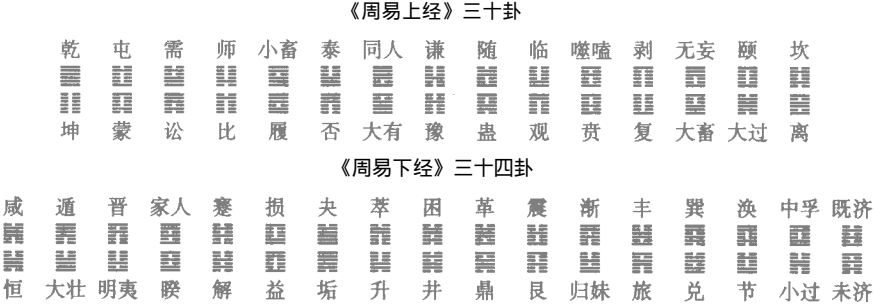 《周易上经》三十卦
乾 屯 需 师 小畜 泰 同人 谦 随 临 噬嗑 剥 无妄 颐 坎
坤 蒙 讼 比 履 否 大有 豫 蛊 观 贲 复 大畜 大过 离
《周易下经》三十四卦
咸 遁 晋 家人 蹇 损 夬 萃 困 革 震 渐 丰 巽 涣 中孚 既济
恒 大壮 明夷 睽 解 益 垢 升 井 鼎 艮 归妹 旅 兑 节 小过 未济